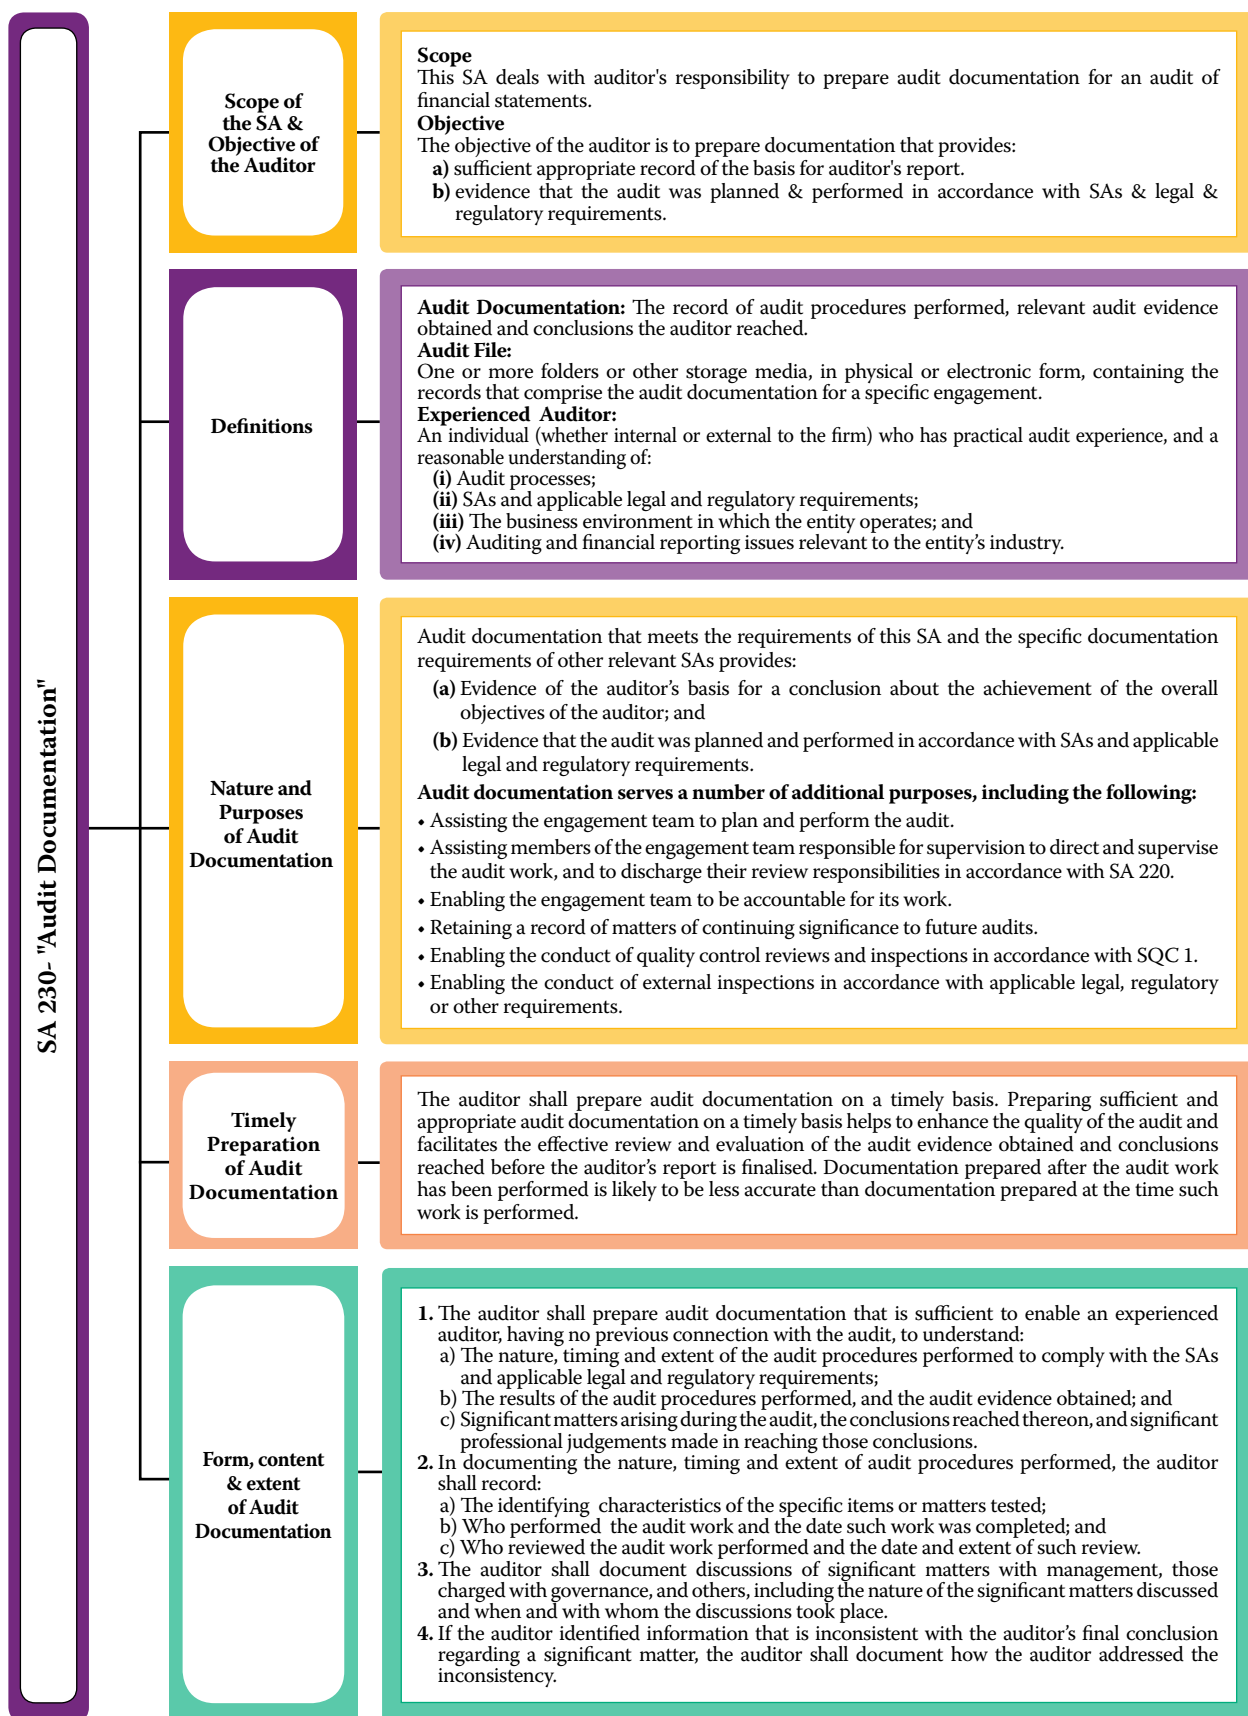 SA 230- "Audit Documentation"
Scope of
the SA &
Objective of
the Auditor
Scope
This SA deals with auditor's responsibility to prepare audit documentation for an audit of
financial statements.
Objective
The objective of the auditor is to prepare documentation that provides:
a) sufficient appropriate record of the basis for auditor's report.
b) evidence that the audit was planned & performed in accordance with SAs & legal &
regulatory requirements.
Definitions
Audit Documentation: The record of audit procedures performed, relevant audit evidence
obtained and conclusions the auditor reached.
Audit File:
One or more folders or other storage media, in physical or electronic form, containing the
records that comprise the audit documentation for a specific engagement.
Experienced Auditor:
An individual (whether internal or external to the firm) who has practical audit experience, and a
reasonable understanding of:
(i) Audit processes;
(ii) SAs and applicable legal and regulatory requirements;
(iii) The business environment in which the entity operates; and
(iv) Auditing and financial reporting issues relevant to the entity’s industry.
Nature and
Purposes
of Audit
Documentation
Audit documentation that meets the requirements of this SA and the specific documentation
requirements of other relevant SAs provides:
(a) Evidence of the auditor’s basis for a conclusion about the achievement of the overall
objectives of the auditor; and
(b) Evidence that the audit was planned and performed in accordance with SAs and applicable
legal and regulatory requirements.
Audit documentation serves a number of additional purposes, including the following:
• Assisting the engagement team to plan and perform the audit.
• Assisting members of the engagement team responsible for supervision to direct and supervise
the audit work, and to discharge their review responsibilities in accordance with SA 220.
• Enabling the engagement team to be accountable for its work.
• Retaining a record of matters of continuing significance to future audits.
• Enabling the conduct of quality control reviews and inspections in accordance with SQC 1.
• Enabling the conduct of external inspections in accordance with applicable legal, regulatory
or other requirements.
Timely
Preparation
of Audit
Documentation
The auditor shall prepare audit documentation on a timely basis. Preparing sufficient and
appropriate audit documentation on a timely basis helps to enhance the quality of the audit and
facilitates the effective review and evaluation of the audit evidence obtained and conclusions
reached before the auditor’s report is finalised. Documentation prepared after the audit work
has been performed is likely to be less accurate than documentation prepared at the time such
work is performed.
Form, content
& extent
of Audit
Documentation
1. The auditor shall prepare audit documentation that is sufficient to enable an experienced
auditor, having no previous connection with the audit, to understand:
a) The nature, timing and extent of the audit procedures performed to comply with the SAs
and applicable legal and regulatory requirements;
b) The results of the audit procedures performed, and the audit evidence obtained; and
c) Significant matters arising during the audit, the conclusions reached thereon, and significant
professional judgements made in reaching those conclusions.
2. In documenting the nature, timing and extent of audit procedures performed, the auditor
shall record:
a) The identifying characteristics of the specific items or matters tested;
b) Who performed the audit work and the date such work was completed; and
c) Who reviewed the audit work performed and the date and extent of such review.
3. The auditor shall document discussions of significant matters with management, those
charged with governance, and others, including the nature of the significant matters discussed
and when and with whom the discussions took place.
4. If the auditor identified information that is inconsistent with the auditor’s final conclusion
regarding a significant matter, the auditor shall document how the auditor addressed the
inconsistency.